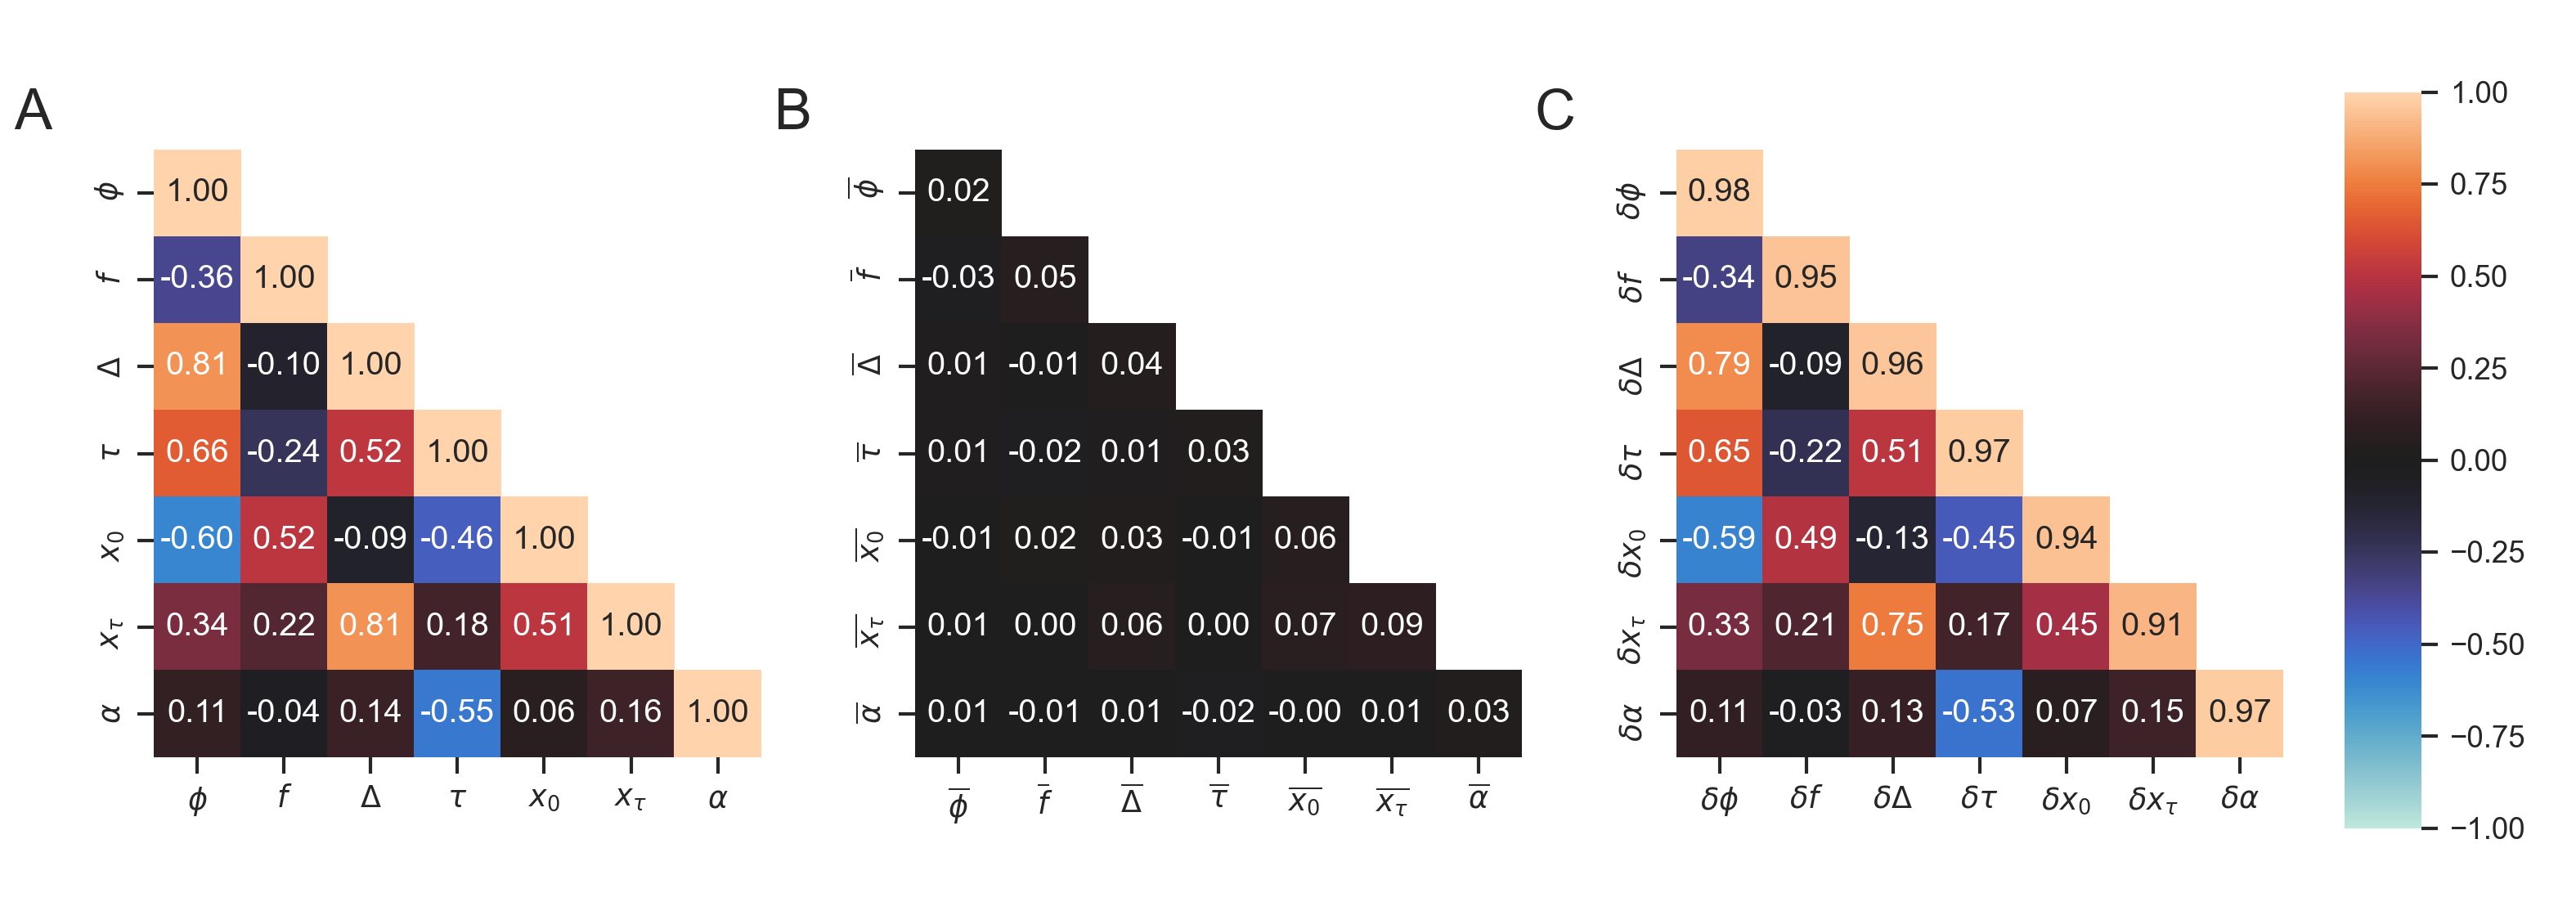 A
B
C
ϕ 1.00
f -0.36 1.00
Δ 0.81 -0.10 1.00
τ 0.66 -0.24 0.52 1.00
x₀ -0.60 0.52 -0.09 -0.46 1.00
xτ 0.34 0.22 0.81 0.18 0.51 1.00
α 0.11 -0.04 0.14 -0.55 0.06 0.16 1.00
ϕ f Δ τ x₀ xτ α
ϕ̅ 0.02
f̅ -0.03 0.05
Δ̅ 0.01 -0.01 0.04
τ̅ 0.01 -0.02 0.01 0.03
x̅₀ -0.01 0.02 0.03 -0.01 0.06
x̅τ 0.01 0.00 0.06 0.00 0.07 0.09
α̅ 0.01 -0.01 0.01 -0.02 -0.00 0.01 0.03
ϕ̅ f̅ Δ̅ τ̅ x̅₀ x̅τ α̅
δϕ 0.98
δf -0.34 0.95
δΔ 0.79 -0.09 0.96
δτ 0.65 -0.22 0.51 0.97
δx₀ -0.59 0.49 -0.13 -0.45 0.94
δxτ 0.33 0.21 0.75 0.17 0.45 0.91
δα 0.11 -0.03 0.13 -0.53 0.07 0.15 0.97
δϕ δf δΔ δτ δx₀ δxτ δα
1.00
0.75
0.50
0.25
0.00
−0.25
−0.50
−0.75
−1.00